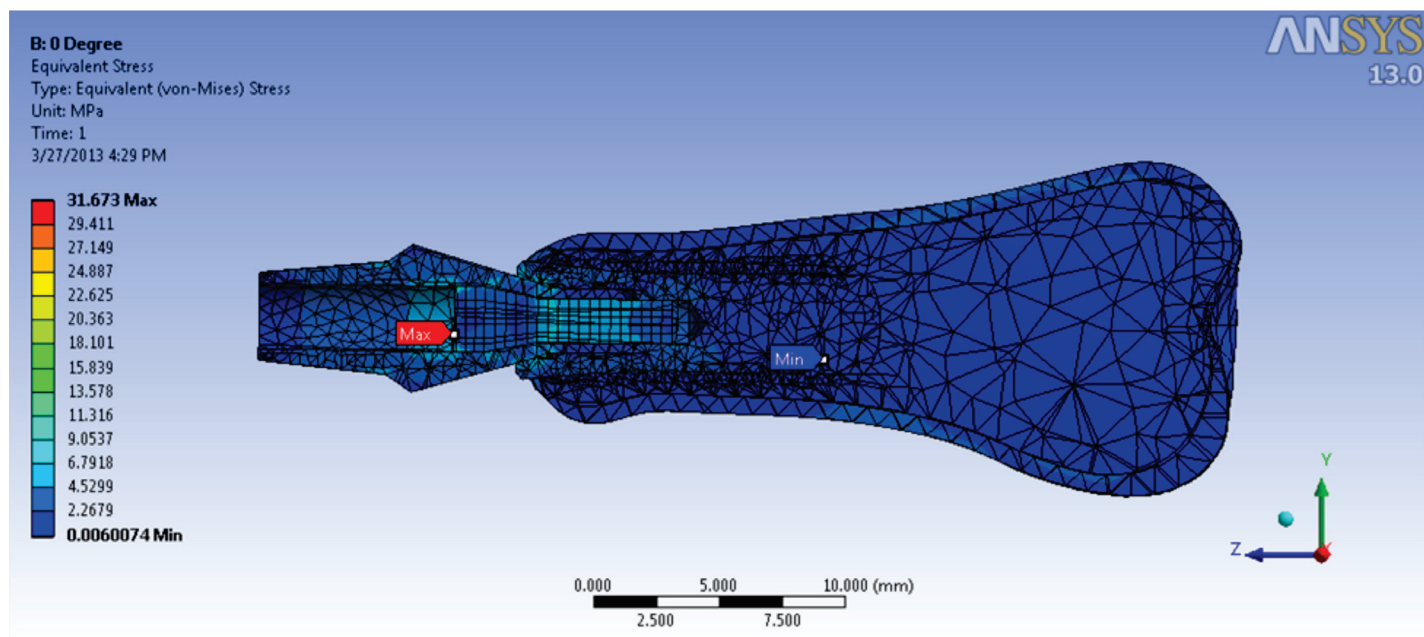 B: 0 Degree
Equivalent Stress
Type: Equivalent (von-Mises) Stress
Unit: MPa
Time: 1
3/27/2013 4:29 PM
ANSYS
13.0
31.673 Max
29.411
27.149
24.887
22.625
20.363
18.101
15.839
13.578
11.316
9.0537
6.7918
4.5299
2.2679
0.0060074 Min
Max
Min
Y
Z
X
0.000 5.000 10.000 (mm)
2.500 7.500